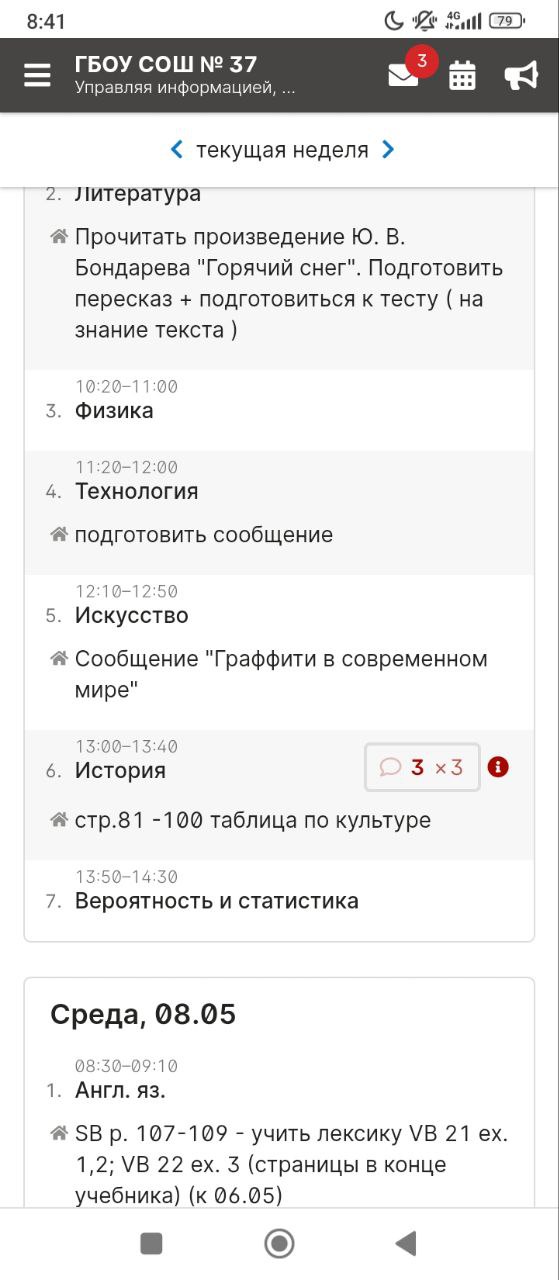 8:41
4G
79
ГБОУ СОШ № 37
Управляя информацией, ...
3
текущая неделя
2. Литература
Прочитать произведение Ю. В.
Бондарева "Горячий снег". Подготовить
пересказ + подготовиться к тесту ( на
знание текста )
10:20–11:00
3. Физика
11:20–12:00
4. Технология
подготовить сообщение
12:10–12:50
5. Искусство
Сообщение "Граффити в современном
мире"
13:00–13:40
6. История
3 ×3
стр.81 -100 таблица по культуре
13:50–14:30
7. Вероятность и статистика
Среда, 08.05
08:30–09:10
1. Англ. яз.
SB p. 107-109 - учить лексику VB 21 ex.
1,2; VB 22 ex. 3 (страницы в конце
учебника) (к 06.05)